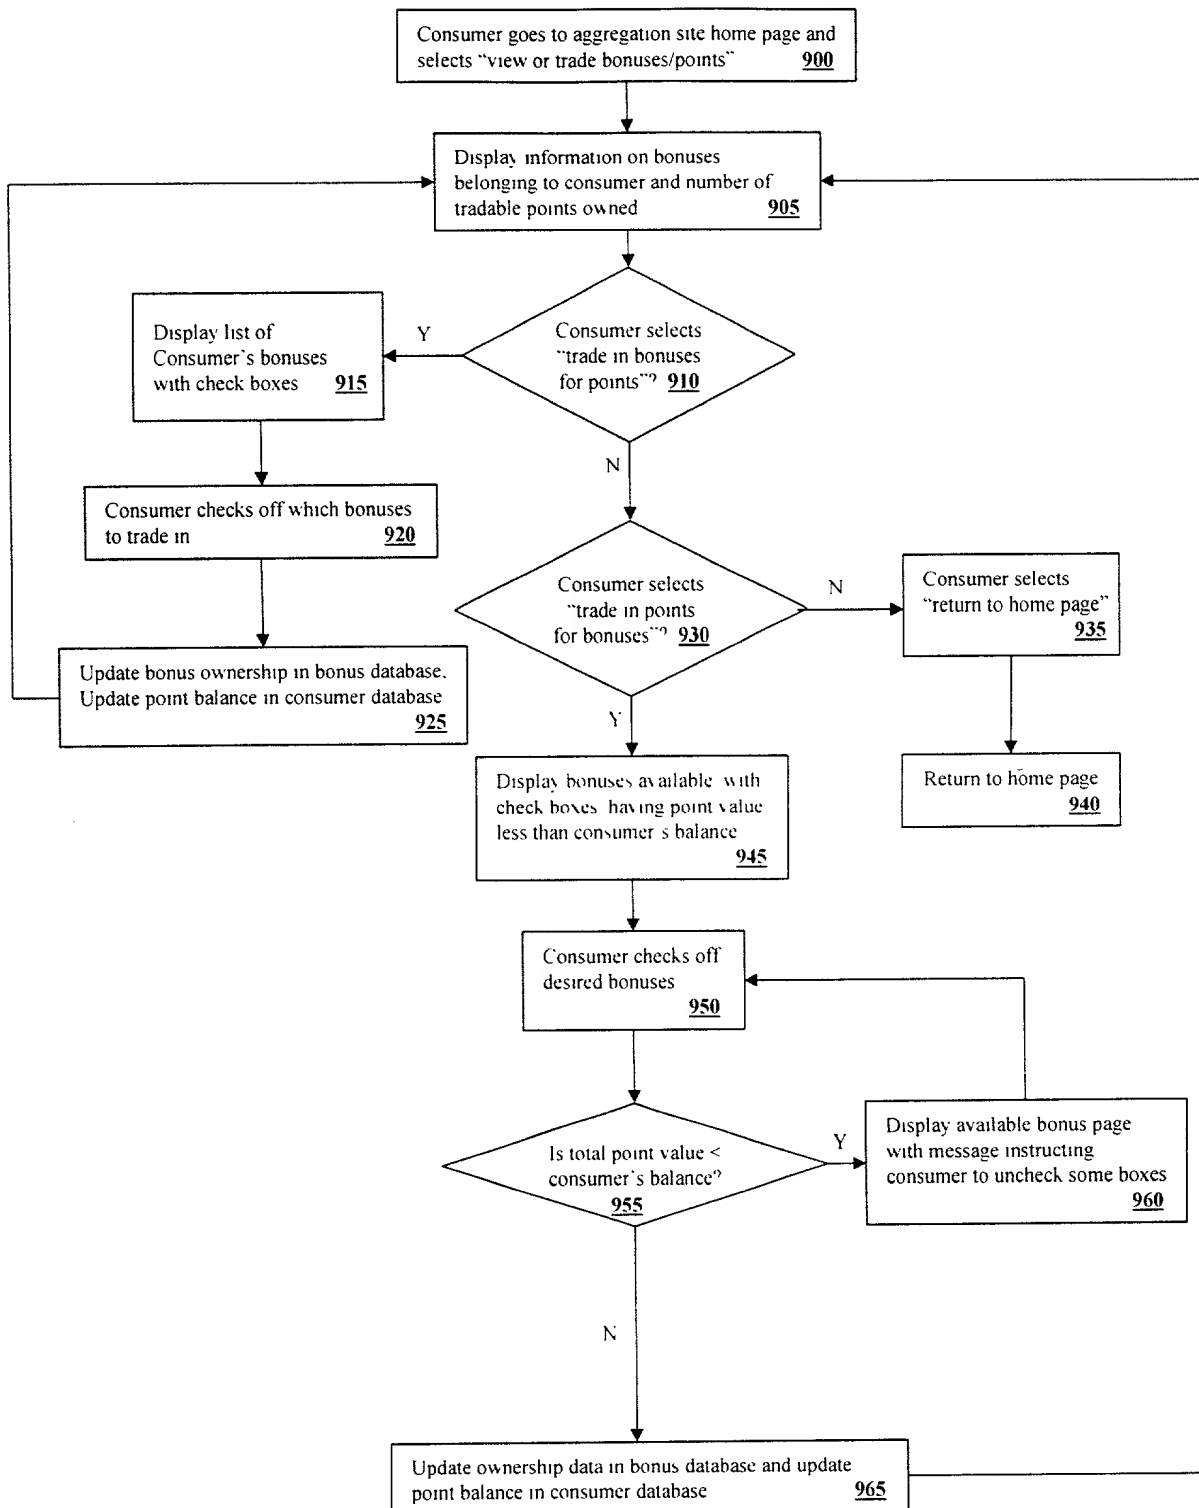 Consumer goes to aggregation site home page and
selects “view or trade bonuses/points” 900
Display information on bonuses
belonging to consumer and number of
tradable points owned 905
Consumer selects
“trade in bonuses
for points”? 910
Y
N
Display list of
Consumer's bonuses
with check boxes 915
Consumer checks off which bonuses
to trade in 920
Update bonus ownership in bonus database.
Update point balance in consumer database
925
Consumer selects
“trade in points
for bonuses”? 930
N
Y
Consumer selects
“return to home page”
935
Return to home page
940
Display bonuses available with
check boxes having point value
less than consumer s balance
945
Consumer checks off
desired bonuses
950
Is total point value <
consumer's balance?
955
Y
N
Display available bonus page
with message instructing
consumer to uncheck some boxes
960
Update ownership data in bonus database and update
point balance in consumer database 965